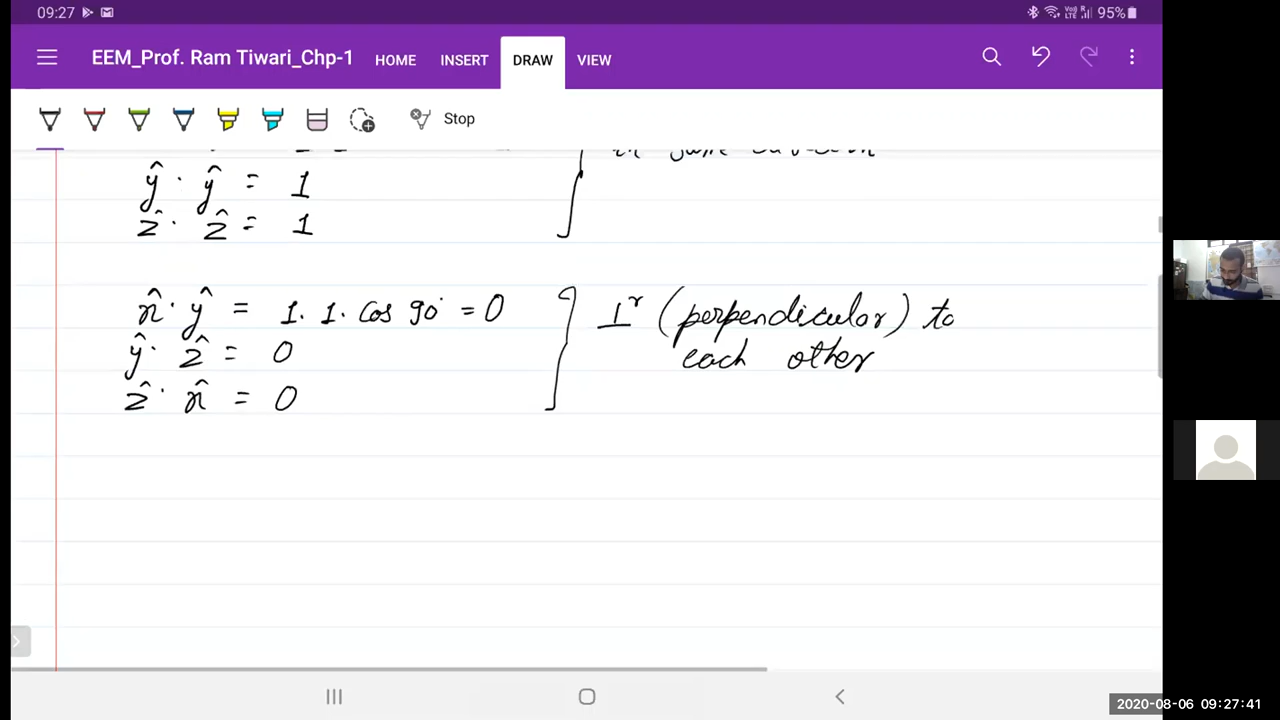 09:27
VoLTE R 95%
EEM_Prof. Ram Tiwari_Chp-1 HOME INSERT DRAW VIEW
Stop
ŷ · ŷ = 1
ẑ · ẑ = 1
x̂ · ŷ = 1. 1. cos 90° = 0
ŷ · ẑ = 0
ẑ · x̂ = 0
⊥r (perpendicular) to
each other
2020-08-06 09:27:41